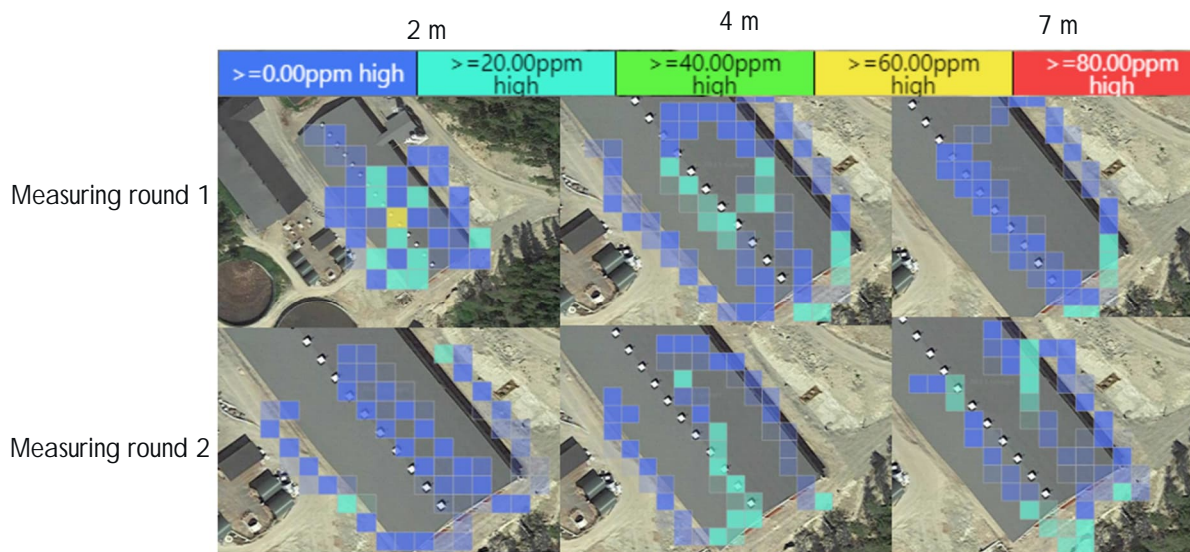 2 m
4 m
7 m
>=0.00ppm high
>=20.00ppm
high
>=40.00ppm
high
>=60.00ppm
high
>=80.00ppm
high
Measuring round 1
Measuring round 2